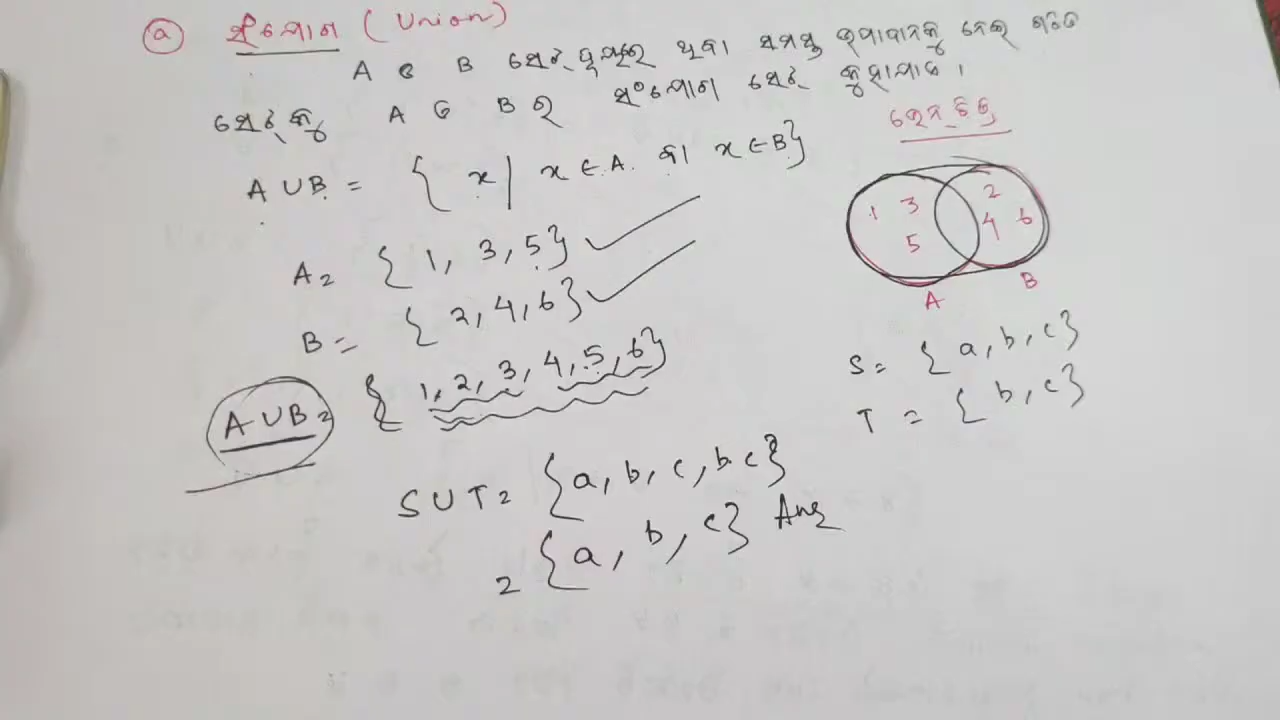 ⓐ ସଂଯୋଗ (Union)
A ଓ B ସେଟ୍ ଦ୍ୱୟରେ ଥିବା ସମସ୍ତ ଉପାଦାନକୁ ନେଇ ଗଠିତ
ସେଟ୍ କୁ A ଓ B ର ସଂଯୋଗ ସେଟ୍ କୁହାଯାଏ ।
A ∪ B = { x | x ∈ A ବା x ∈ B}
ଭେନ୍ ଚିତ୍ର
1 3 5 2 4 6
A B
A = { 1, 3, 5}
B = { 2, 4, 6}
A ∪ B = { 1, 2, 3, 4, 5, 6}
S = { a, b, c}
T = { b, c}
S ∪ T = {a, b, c, b c}
= {a, b, c} Ans